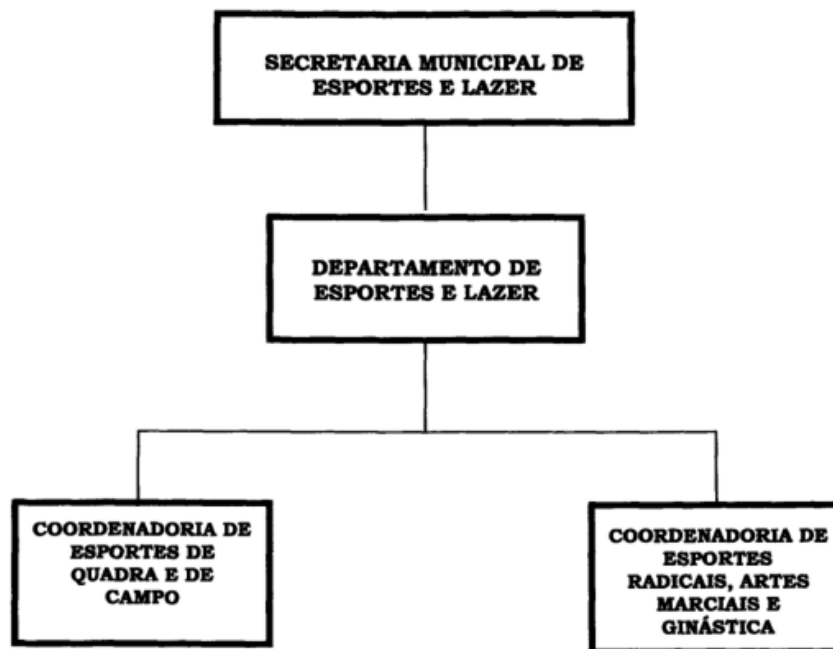 SECRETARIA MUNICIPAL DE
ESPORTES E LAZER
DEPARTAMENTO DE
ESPORTES E LAZER
COORDENADORIA DE
ESPORTES DE
QUADRA E DE
CAMPO
COORDENADORIA DE
ESPORTES
RADICAIS, ARTES
MARCIAIS E
GINÁSTICA